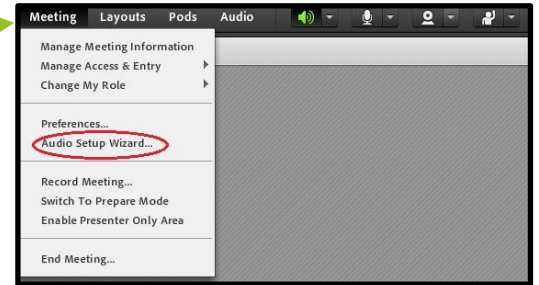 Meeting Layouts Pods Audio
Manage Meeting Information
Manage Access & Entry
Change My Role
Preferences...
Audio Setup Wizard...
Record Meeting...
Switch To Prepare Mode
Enable Presenter Only Area
End Meeting...